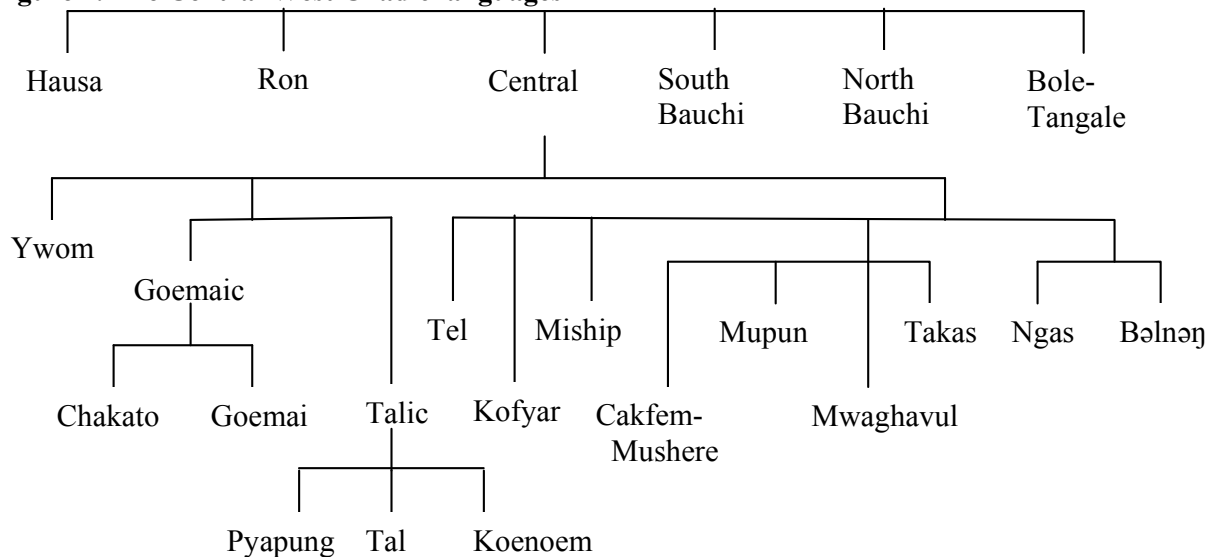 Hausa Ron Central South North Bole-
Bauchi Bauchi Tangale
Ywom
Goemaic
Tel Miship Mupun Takas Ngas Bəlnəŋ
Chakato Goemai Talic Kofyar Cakfem- Mwaghavul
Mushere
Pyapung Tal Koenoem